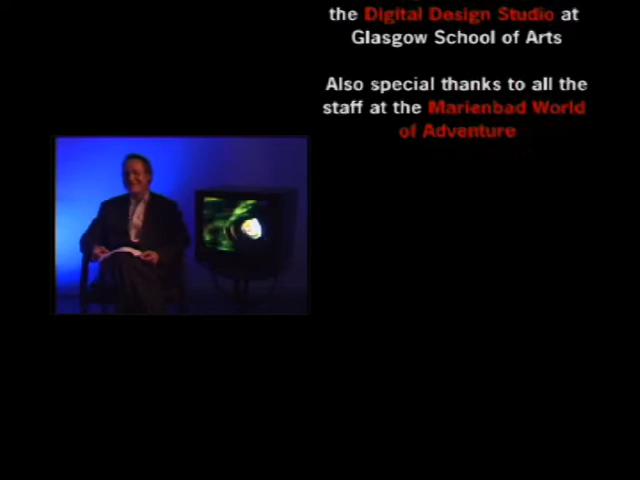 the Digital Design Studio at
Glasgow School of Arts
Also special thanks to all the
staff at the Marienbad World
of Adventure